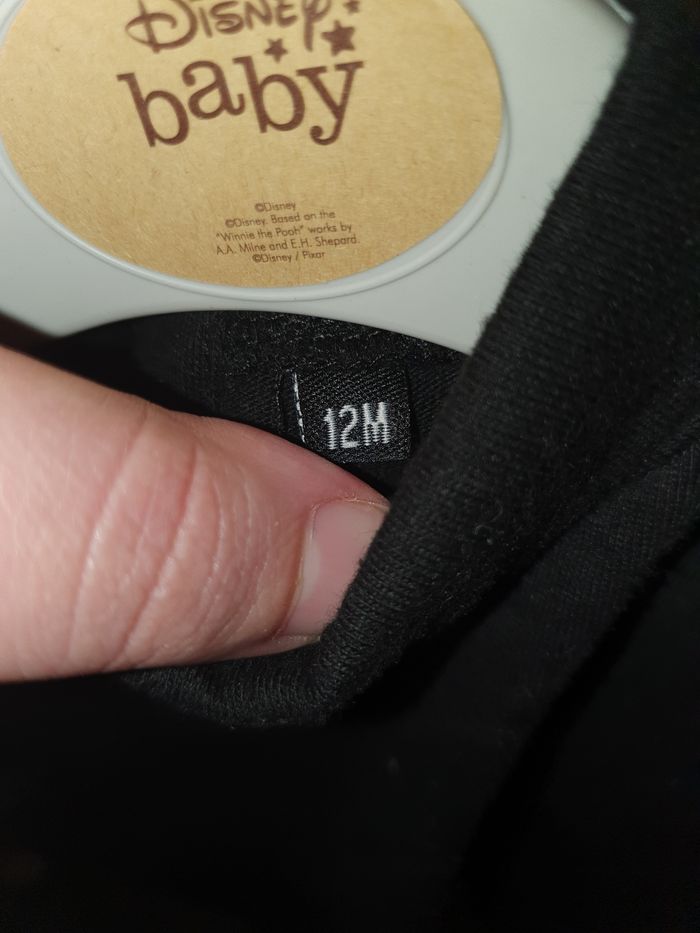 Disney
baby
©Disney
©Disney. Based on the
"Winnie the Pooh" works by
A.A. Milne and E.H. Shepard.
©Disney / Pixar
12M